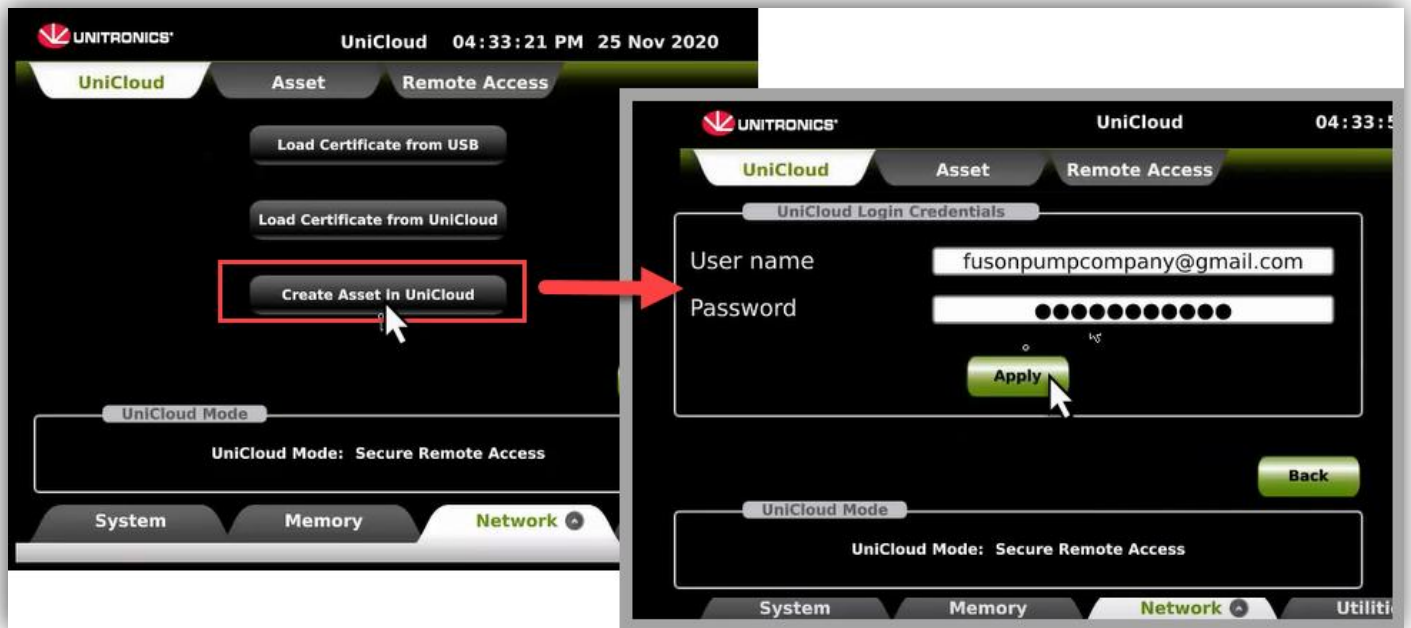 UNITRONICS®
UniCloud 04:33:21 PM 25 Nov 2020
UniCloud Asset Remote Access
Load Certificate from USB
Load Certificate from UniCloud
Create Asset in UniCloud
UniCloud Mode
UniCloud Mode: Secure Remote Access
System Memory Network
UNITRONICS®
UniCloud 04:33:
UniCloud Asset Remote Access
UniCloud Login Credentials
User name fusonpumpcompany@gmail.com
Password ●●●●●●●●●●●
Apply
Back
UniCloud Mode
UniCloud Mode: Secure Remote Access
System Memory Network